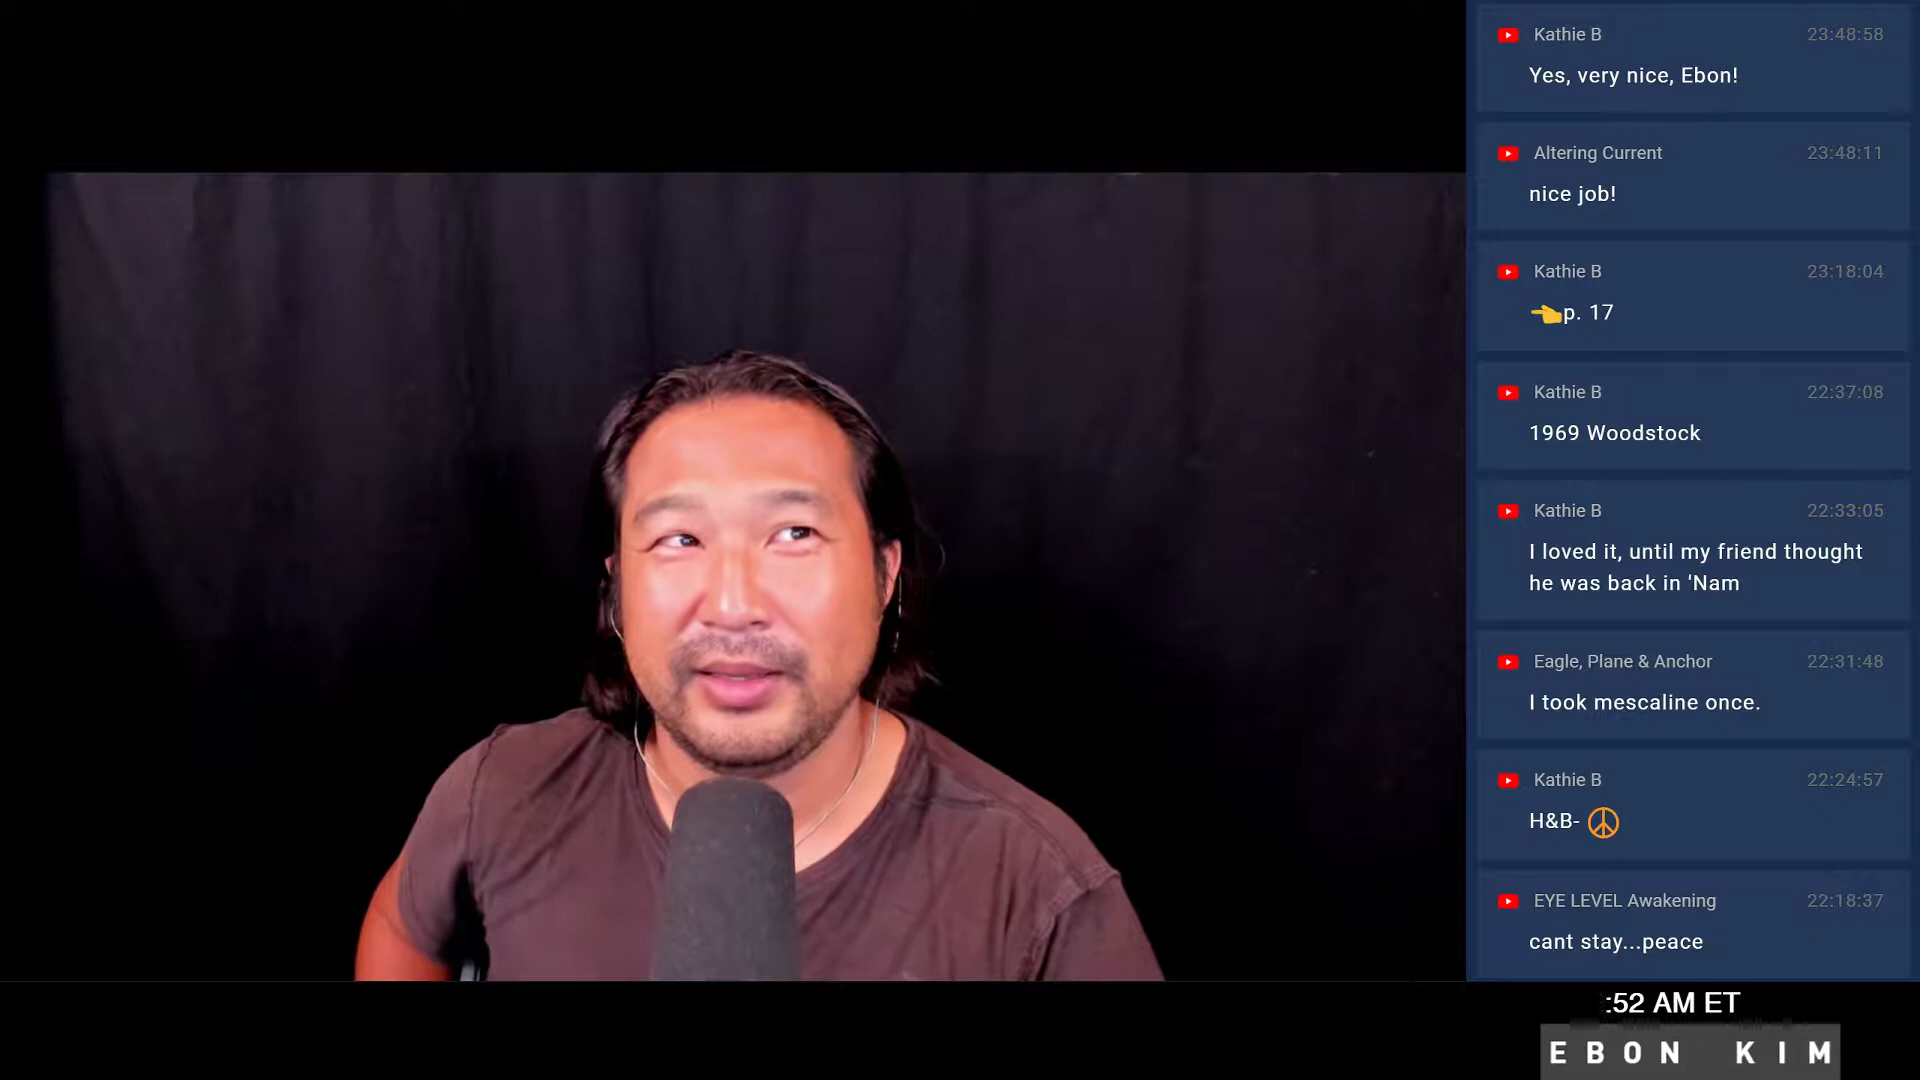 Kathie B 23:48:58
Yes, very nice, Ebon!
Altering Current 23:48:11
nice job!
Kathie B 23:18:04
👈p. 17
Kathie B 22:37:08
1969 Woodstock
Kathie B 22:33:05
I loved it, until my friend thought
he was back in 'Nam
Eagle, Plane & Anchor 22:31:48
I took mescaline once.
Kathie B 22:24:57
H&B- ☮
EYE LEVEL Awakening 22:18:37
cant stay...peace
:52 AM ET
EBON KIM